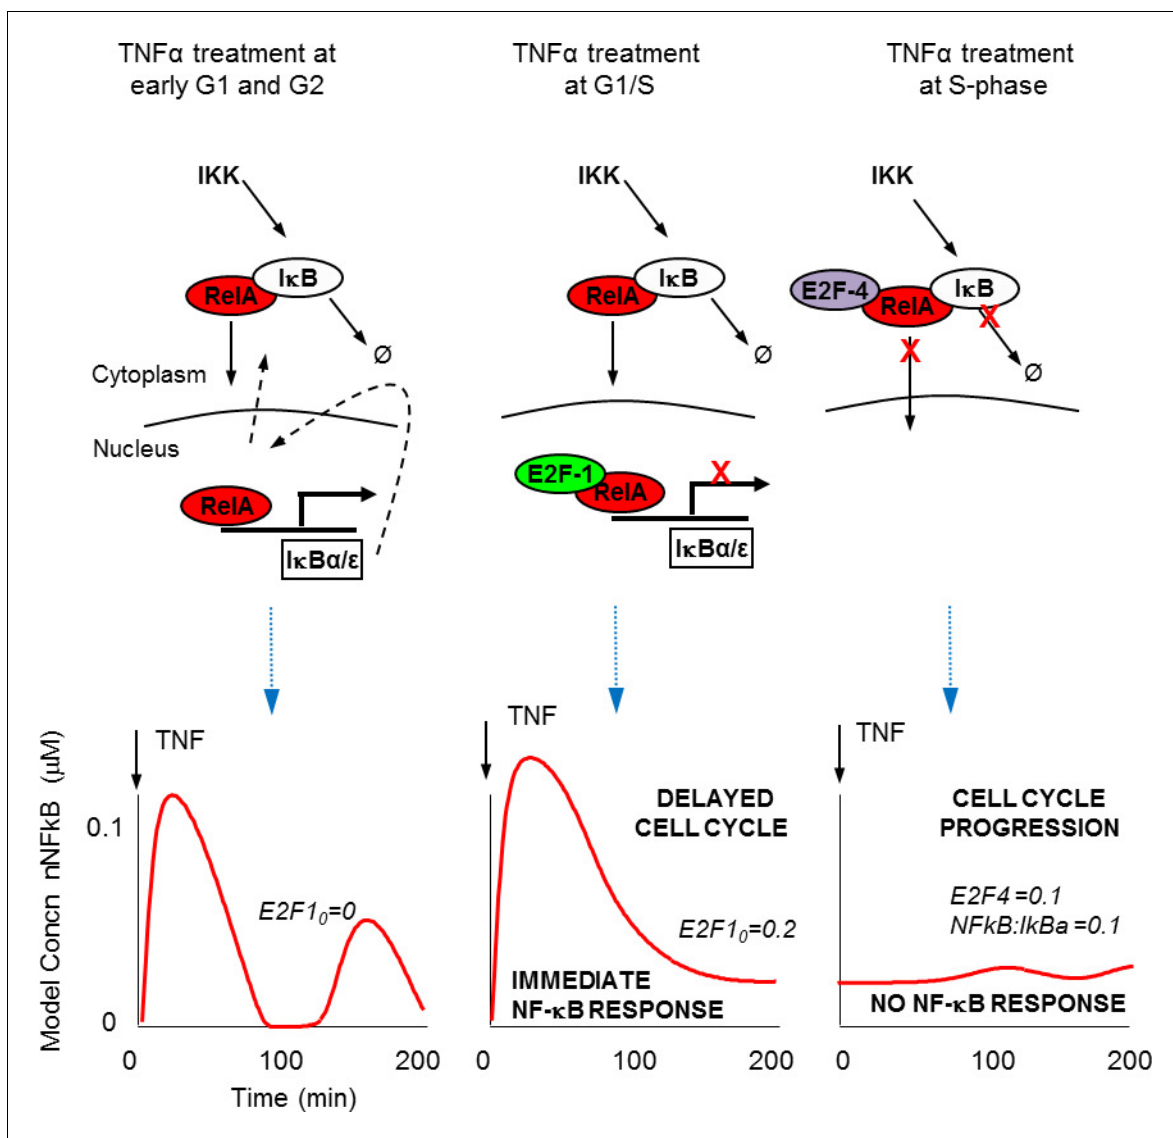 TNFα treatment at
early G1 and G2
IKK
IκB
RelA
Ø
Cytoplasm
Nucleus
RelA
IκBα/ε
TNF
Model Concn nNFkB (μM)
0.1
0
E2F1₀=0
0
100
200
Time (min)
TNFα treatment
at G1/S
IKK
IκB
RelA
Ø
E2F-1
RelA
X
IκBα/ε
TNF
DELAYED
CELL CYCLE
E2F1₀=0.2
IMMEDIATE
NF-κB RESPONSE
0
100
200
TNFα treatment
at S-phase
IKK
E2F-4
RelA
IκB
X
X
Ø
TNF
CELL CYCLE
PROGRESSION
E2F4=0.1
NFkB:IkBa=0.1
NO NF-κB RESPONSE
0
100
200